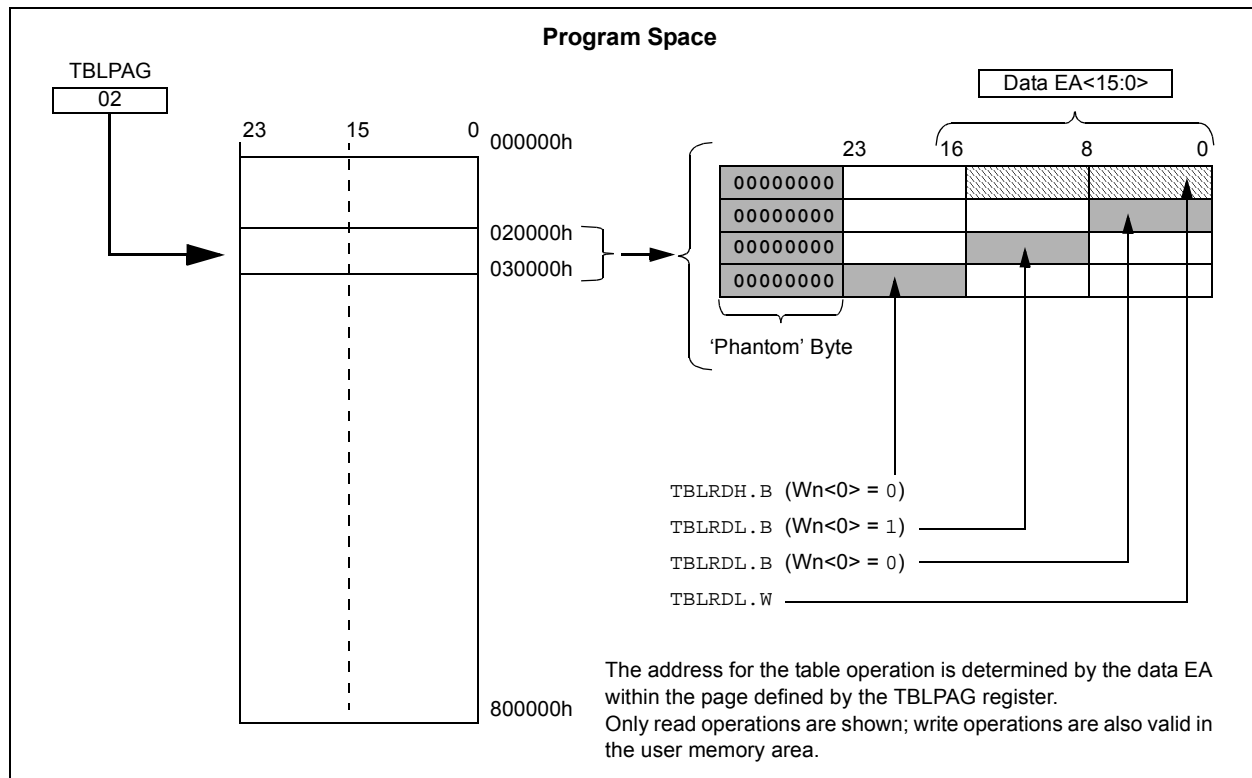 Program Space
TBLPAG
02
Data EA<15:0>
23 15 0
000000h
020000h
030000h
800000h
23 16 8 0
00000000
00000000
00000000
00000000
‘Phantom’ Byte
TBLRDH.B (Wn<0> = 0)
TBLRDL.B (Wn<0> = 1)
TBLRDL.B (Wn<0> = 0)
TBLRDL.W
The address for the table operation is determined by the data EA
within the page defined by the TBLPAG register.
Only read operations are shown; write operations are also valid in
the user memory area.